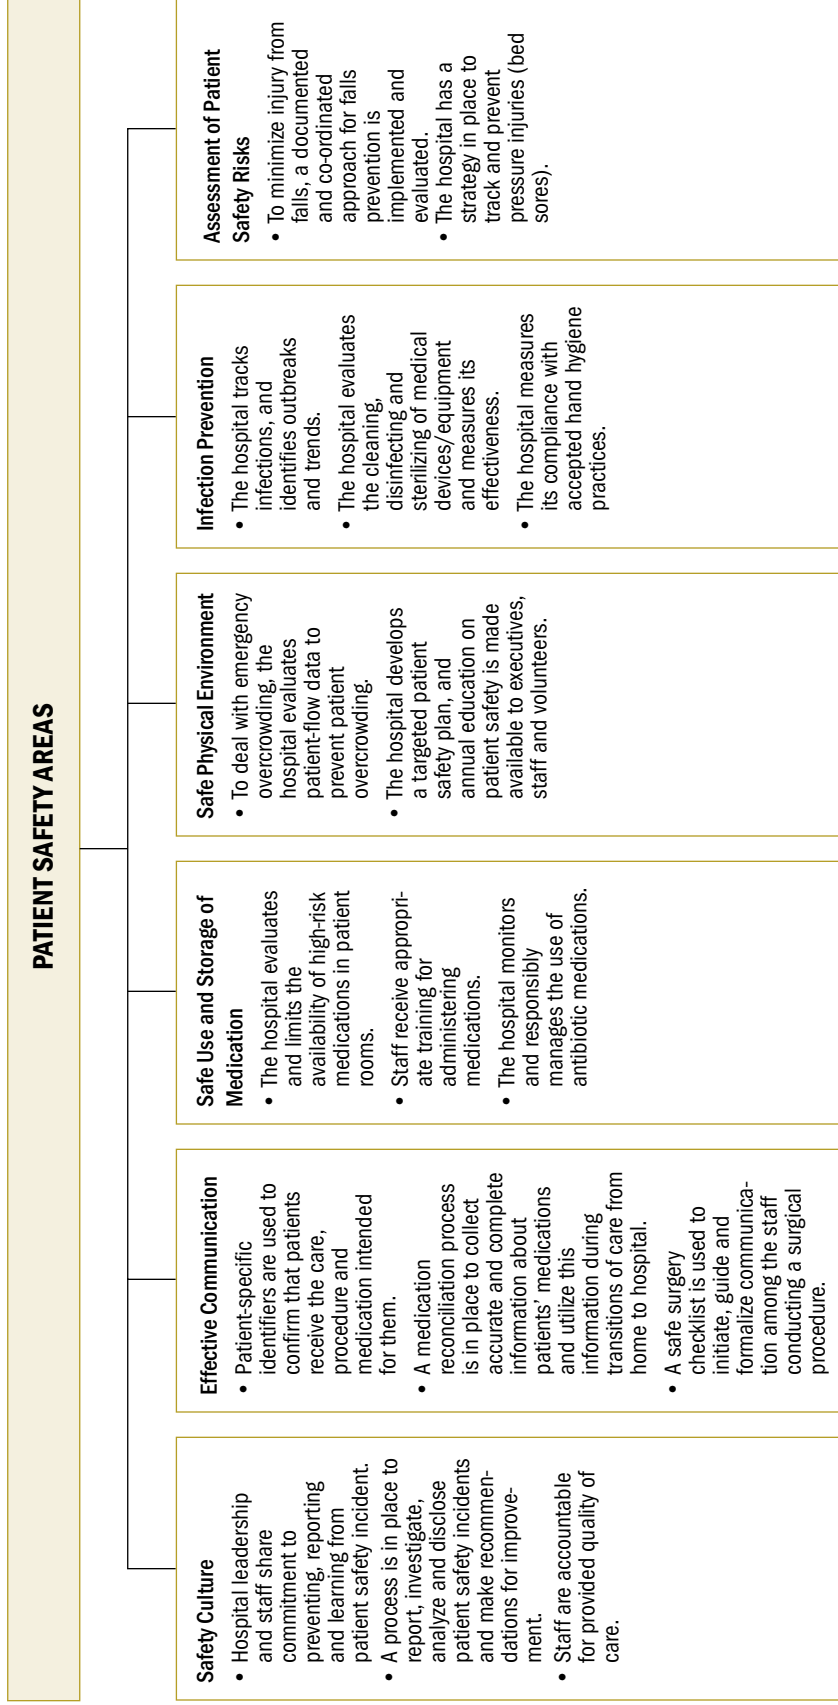 PATIENT SAFETY AREAS
Safety Culture
• Hospital leadership
and staff share
commitment to
preventing, reporting
and learning from
patient safety incident.
• A process is in place to
report, investigate,
analyze and disclose
patient safety incidents
and make recommen-
dations for improve-
ment.
• Staff are accountable
for provided quality of
care.
Effective Communication
• Patient-specific
identifiers are used to
confirm that patients
receive the care,
procedure and
medication intended
for them.
• A medication
reconciliation process
is in place to collect
accurate and complete
information about
patients’ medications
and utilize this
information during
transitions of care from
home to hospital.
• A safe surgery
checklist is used to
initiate, guide and
formalize communica-
tion among the staff
conducting a surgical
procedure.
Safe Use and Storage of
Medication
• The hospital evaluates
and limits the
availability of high-risk
medications in patient
rooms.
• Staff receive appropri-
ate training for
administering
medications.
• The hospital monitors
and responsibly
manages the use of
antibiotic medications.
Safe Physical Environment
• To deal with emergency
overcrowding, the
hospital evaluates
patient-flow data to
prevent patient
overcrowding.
• The hospital develops
a targeted patient
safety plan, and
annual education on
patient safety is made
available to executives,
staff and volunteers.
Infection Prevention
• The hospital tracks
infections, and
identifies outbreaks
and trends.
• The hospital evaluates
the cleaning,
disinfecting and
sterilizing of medical
devices/equipment
and measures its
effectiveness.
• The hospital measures
its compliance with
accepted hand hygiene
practices.
Assessment of Patient
Safety Risks
• To minimize injury from
falls, a documented
and co-ordinated
approach for falls
prevention is
implemented and
evaluated.
• The hospital has a
strategy in place to
track and prevent
pressure injuries (bed
sores).